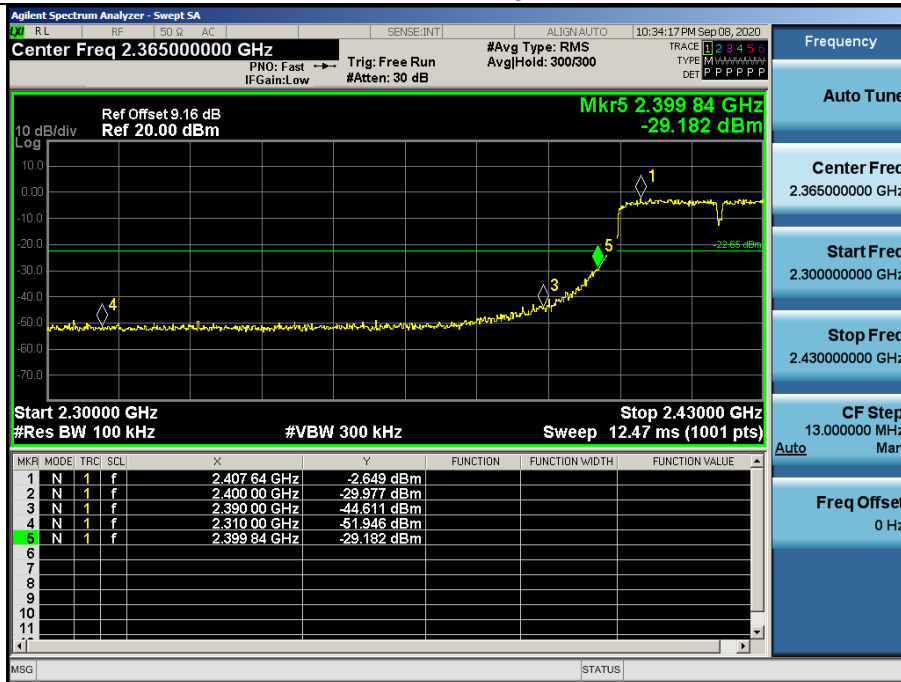 Agilent Spectrum Analyzer - Swept SA
LXI RL RF 50 Ω AC SENSE:INT ALIGN AUTO 10:34:17 PM Sep 08, 2020
Center Freq 2.365000000 GHz #Avg Type: RMS TRACE 1 2 3 4 5 6
PNO: Fast Trig: Free Run Avg|Hold: 300/300 TYPE M W W W W W
IFGain:Low #Atten: 30 dB DET P P P P P P
Mkr5 2.399 84 GHz
-29.182 dBm
Ref Offset 9.16 dB
10 dB/div Ref 20.00 dBm
Log
10.0
0.00
-10.0
-20.0
-30.0
-40.0
-50.0
-60.0
-70.0
1
5
-22.65 dBm
3
4
Start 2.30000 GHz Stop 2.43000 GHz
#Res BW 100 kHz #VBW 300 kHz Sweep 12.47 ms (1001 pts)
MKR MODE TRC SCL X Y FUNCTION FUNCTION WIDTH FUNCTION VALUE
1 N 1 f 2.407 64 GHz -2.649 dBm
2 N 1 f 2.400 00 GHz -29.977 dBm
3 N 1 f 2.390 00 GHz -44.611 dBm
4 N 1 f 2.310 00 GHz -51.946 dBm
5 N 1 f 2.399 84 GHz -29.182 dBm
6
7
8
9
10
11
MSG STATUS
Frequency
Auto Tune
Center Freq
2.365000000 GHz
Start Freq
2.300000000 GHz
Stop Freq
2.430000000 GHz
CF Step
13.000000 MHz
Auto Man
Freq Offset
0 Hz